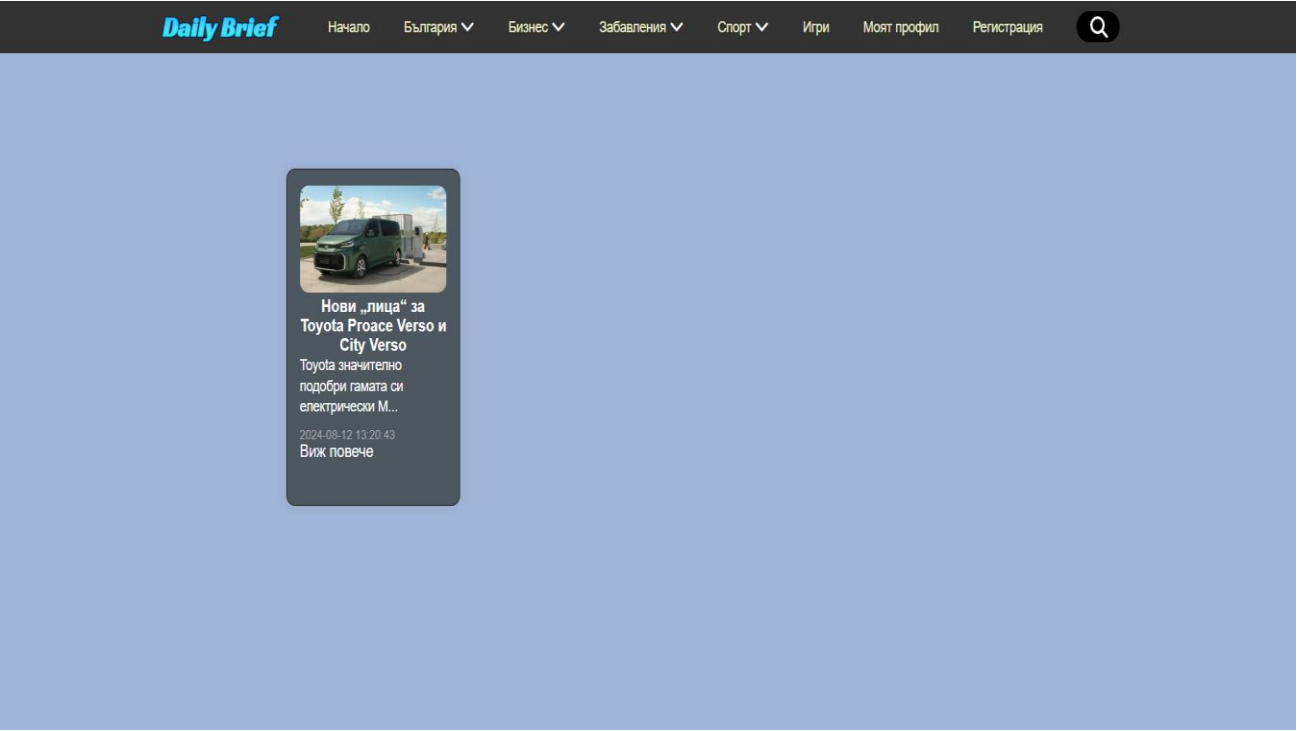 Daily Brief Начало България Бизнес Забавления Спорт Игри Моят профил Регистрация
Нови „лица“ за
Toyota Proace Verso и
City Verso
Toyota значително
подобри гамата си
електрически М...
2024-08-12 13:20:43
Виж повече